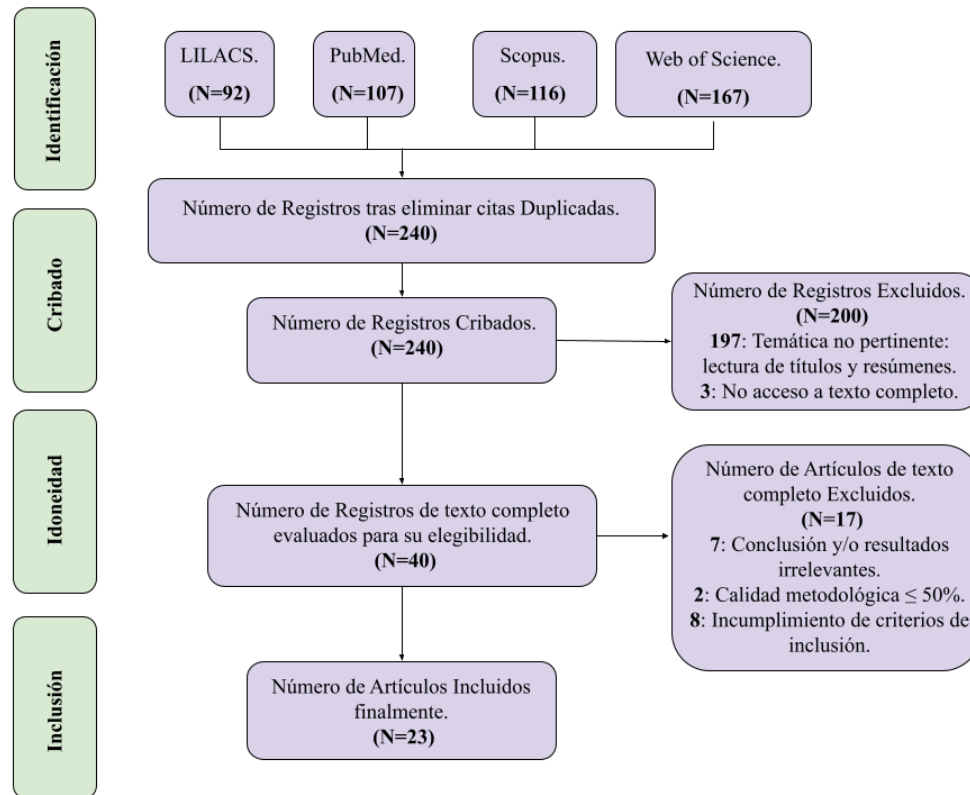 Identificación
LILACS.
(N=92)
PubMed.
(N=107)
Scopus.
(N=116)
Web of Science.
(N=167)
Número de Registros tras eliminar citas Duplicadas.
(N=240)
Cribado
Número de Registros Cribados.
(N=240)
Número de Registros Excluidos.
(N=200)
197: Temática no pertinente:
lectura de títulos y resúmenes.
3: No acceso a texto completo.
Idoneidad
Número de Registros de texto completo
evaluados para su elegibilidad.
(N=40)
Número de Artículos de texto
completo Excluidos.
(N=17)
7: Conclusión y/o resultados
irrelevantes.
2: Calidad metodológica ≤ 50%.
8: Incumplimiento de criterios de
inclusión.
Inclusión
Número de Artículos Incluidos
finalmente.
(N=23)